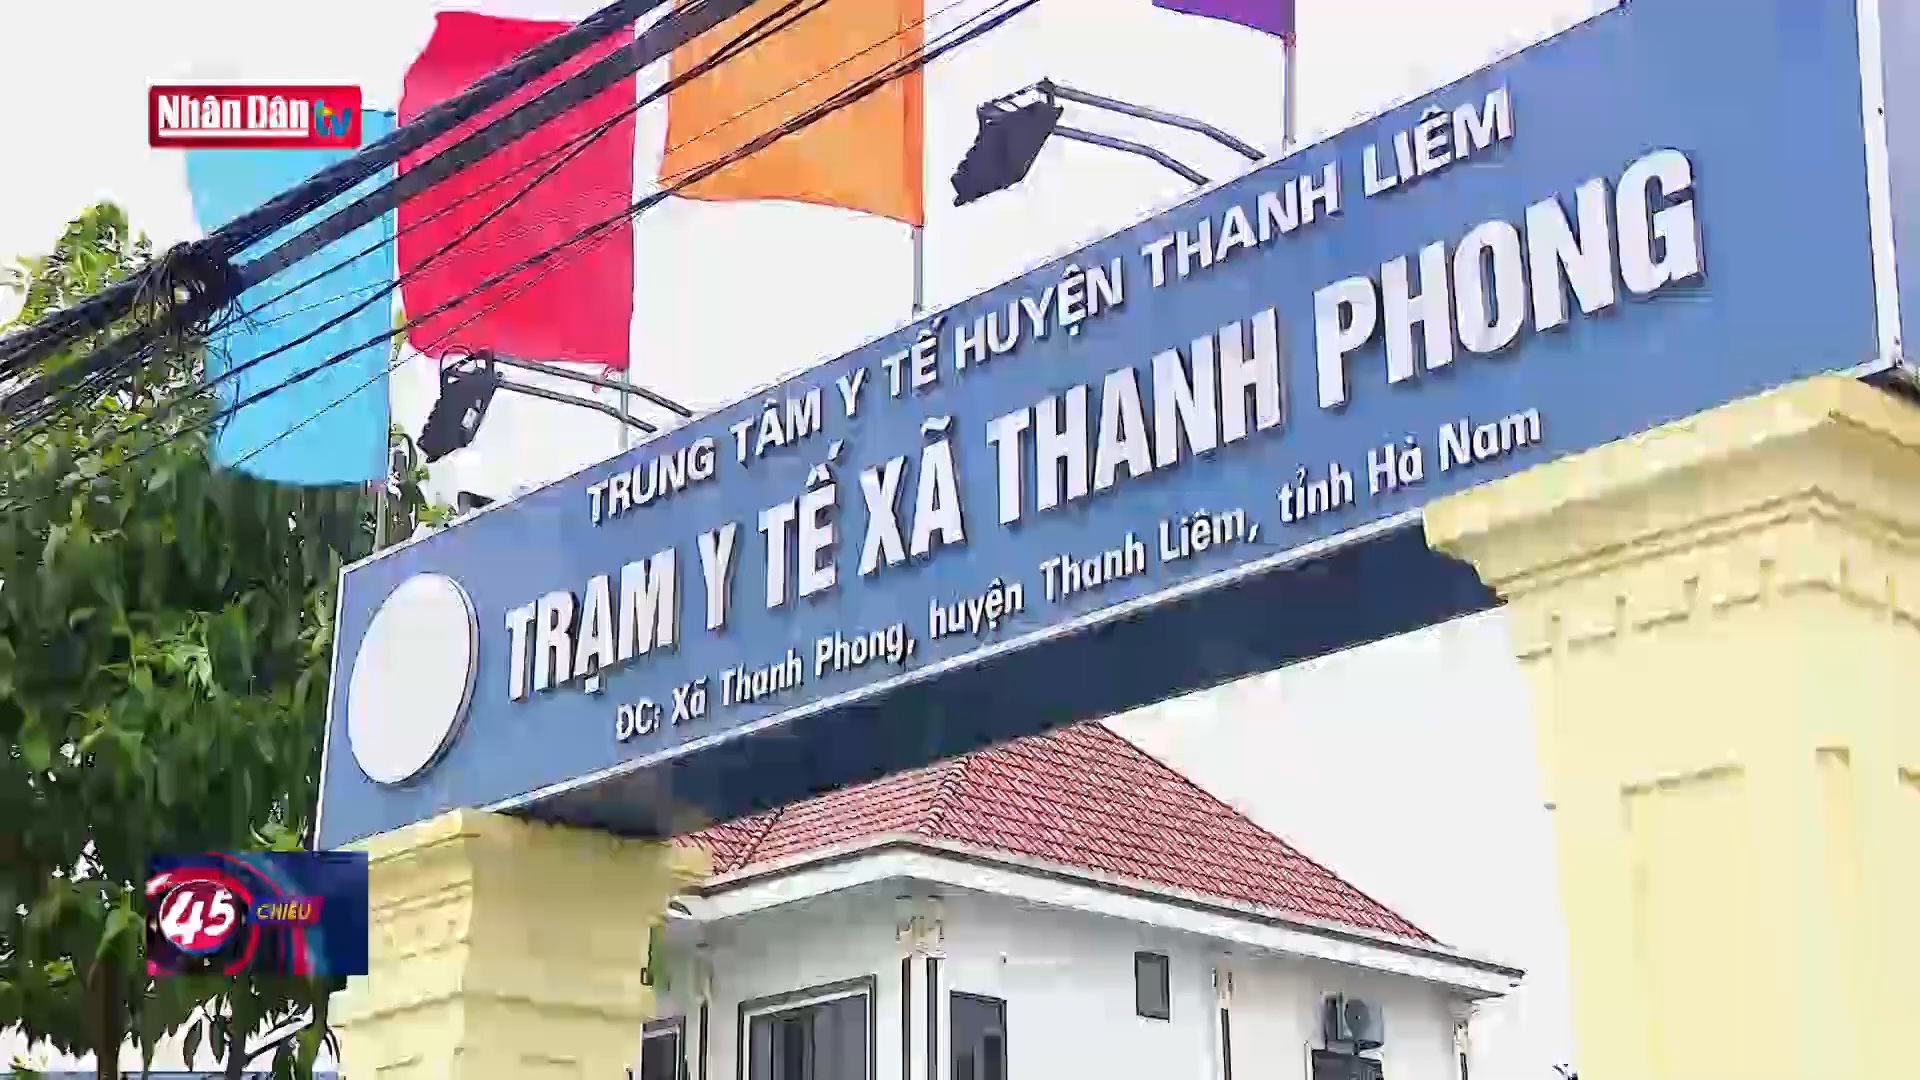 Nhân Dân tv
TRUNG TÂM Y TẾ HUYỆN THANH LIÊM
TRẠM Y TẾ XÃ THANH PHONG
ĐC: Xã Thanh Phong, huyện Thanh Liêm, tỉnh Hà Nam
45 CHIỀU